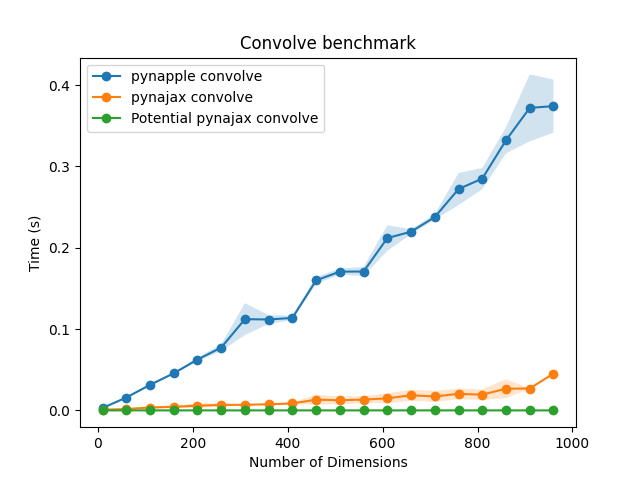 Convolve benchmark
pynapple convolve
pynajax convolve
Potential pynajax convolve
Time (s)
0.4
0.3
0.2
0.1
0.0
0
200
400
600
800
1000
Number of Dimensions